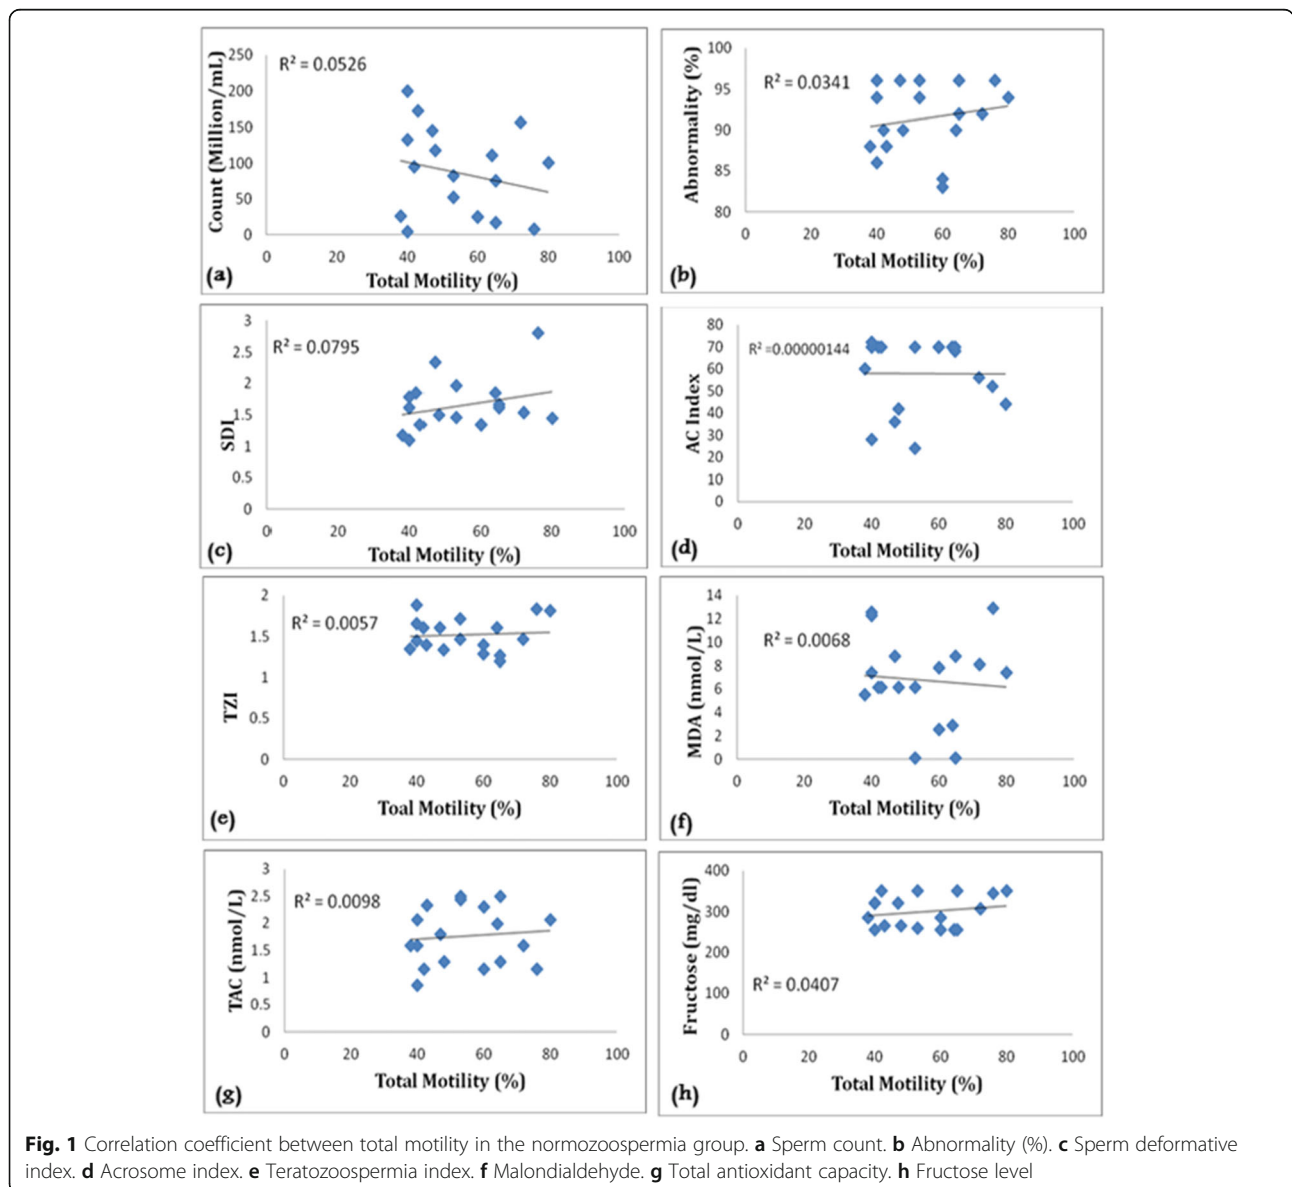 250
200
150
100
50
0
R² = 0.0526
Count (Million/mL)
0 20 40 60 80 100
Total Motility (%)
(a)
100
95
90
85
80
R² = 0.0341
Abnormality (%)
0 20 40 60 80 100
Total Motility (%)
(b)
3
2.5
2
1.5
1
0.5
0
R² = 0.0795
SDI
0 20 40 60 80 100
Total Motility (%)
(c)
80
70
60
50
40
30
20
10
0
R² =0.00000144
AC Index
0 20 40 60 80 100
Total Motility (%)
(d)
2
1.5
1
0.5
0
R² = 0.0057
TZI
0 20 40 60 80 100
Toal Motility (%)
(e)
14
12
10
8
6
4
2
0
R² = 0.0068
MDA (nmol/L)
0 20 40 60 80 100
Total Motility (%)
(f)
3
2.5
2
1.5
1
0.5
0
R² = 0.0098
TAC (nmol/L)
0 20 40 60 80 100
Total Motility (%)
(g)
400
300
200
100
0
R² = 0.0407
Fructose (mg/dl)
0 20 40 60 80 100
Total Motility (%)
(h)
Fig. 1 Correlation coefficient between total motility in the normozoospermia group. a Sperm count. b Abnormality (%). c Sperm deformative
index. d Acrosome index. e Teratozoospermia index. f Malondialdehyde. g Total antioxidant capacity. h Fructose level